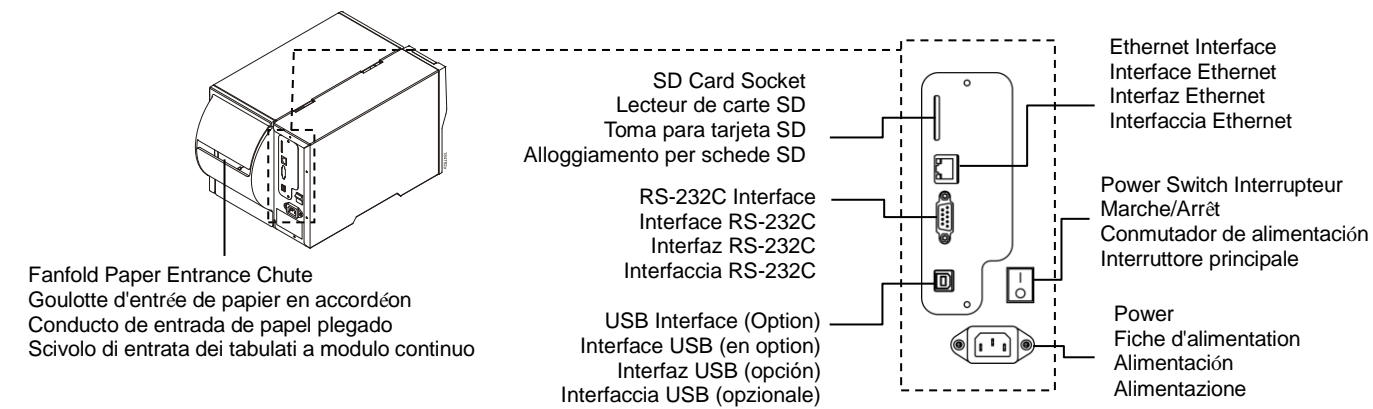 SD Card Socket
Lecteur de carte SD
Toma para tarjeta SD
Alloggiamento per schede SD
RS-232C Interface
Interface RS-232C
Interfaz RS-232C
Interfaccia RS-232C
USB Interface (Option)
Interface USB (en option)
Interfaz USB (opción)
Interfaccia USB (opzionale)
Ethernet Interface
Interface Ethernet
Interfaz Ethernet
Interfaccia Ethernet
Power Switch Interrupteur
Marche/Arrêt
Conmutador de alimentación
Interruttore principale
Power
Fiche d'alimentation
Alimentación
Alimentazione
Fanfold Paper Entrance Chute
Goulotte d'entrée de papier en accordéon
Conducto de entrada de papel plegado
Scivolo di entrata dei tabulati a modulo continuo